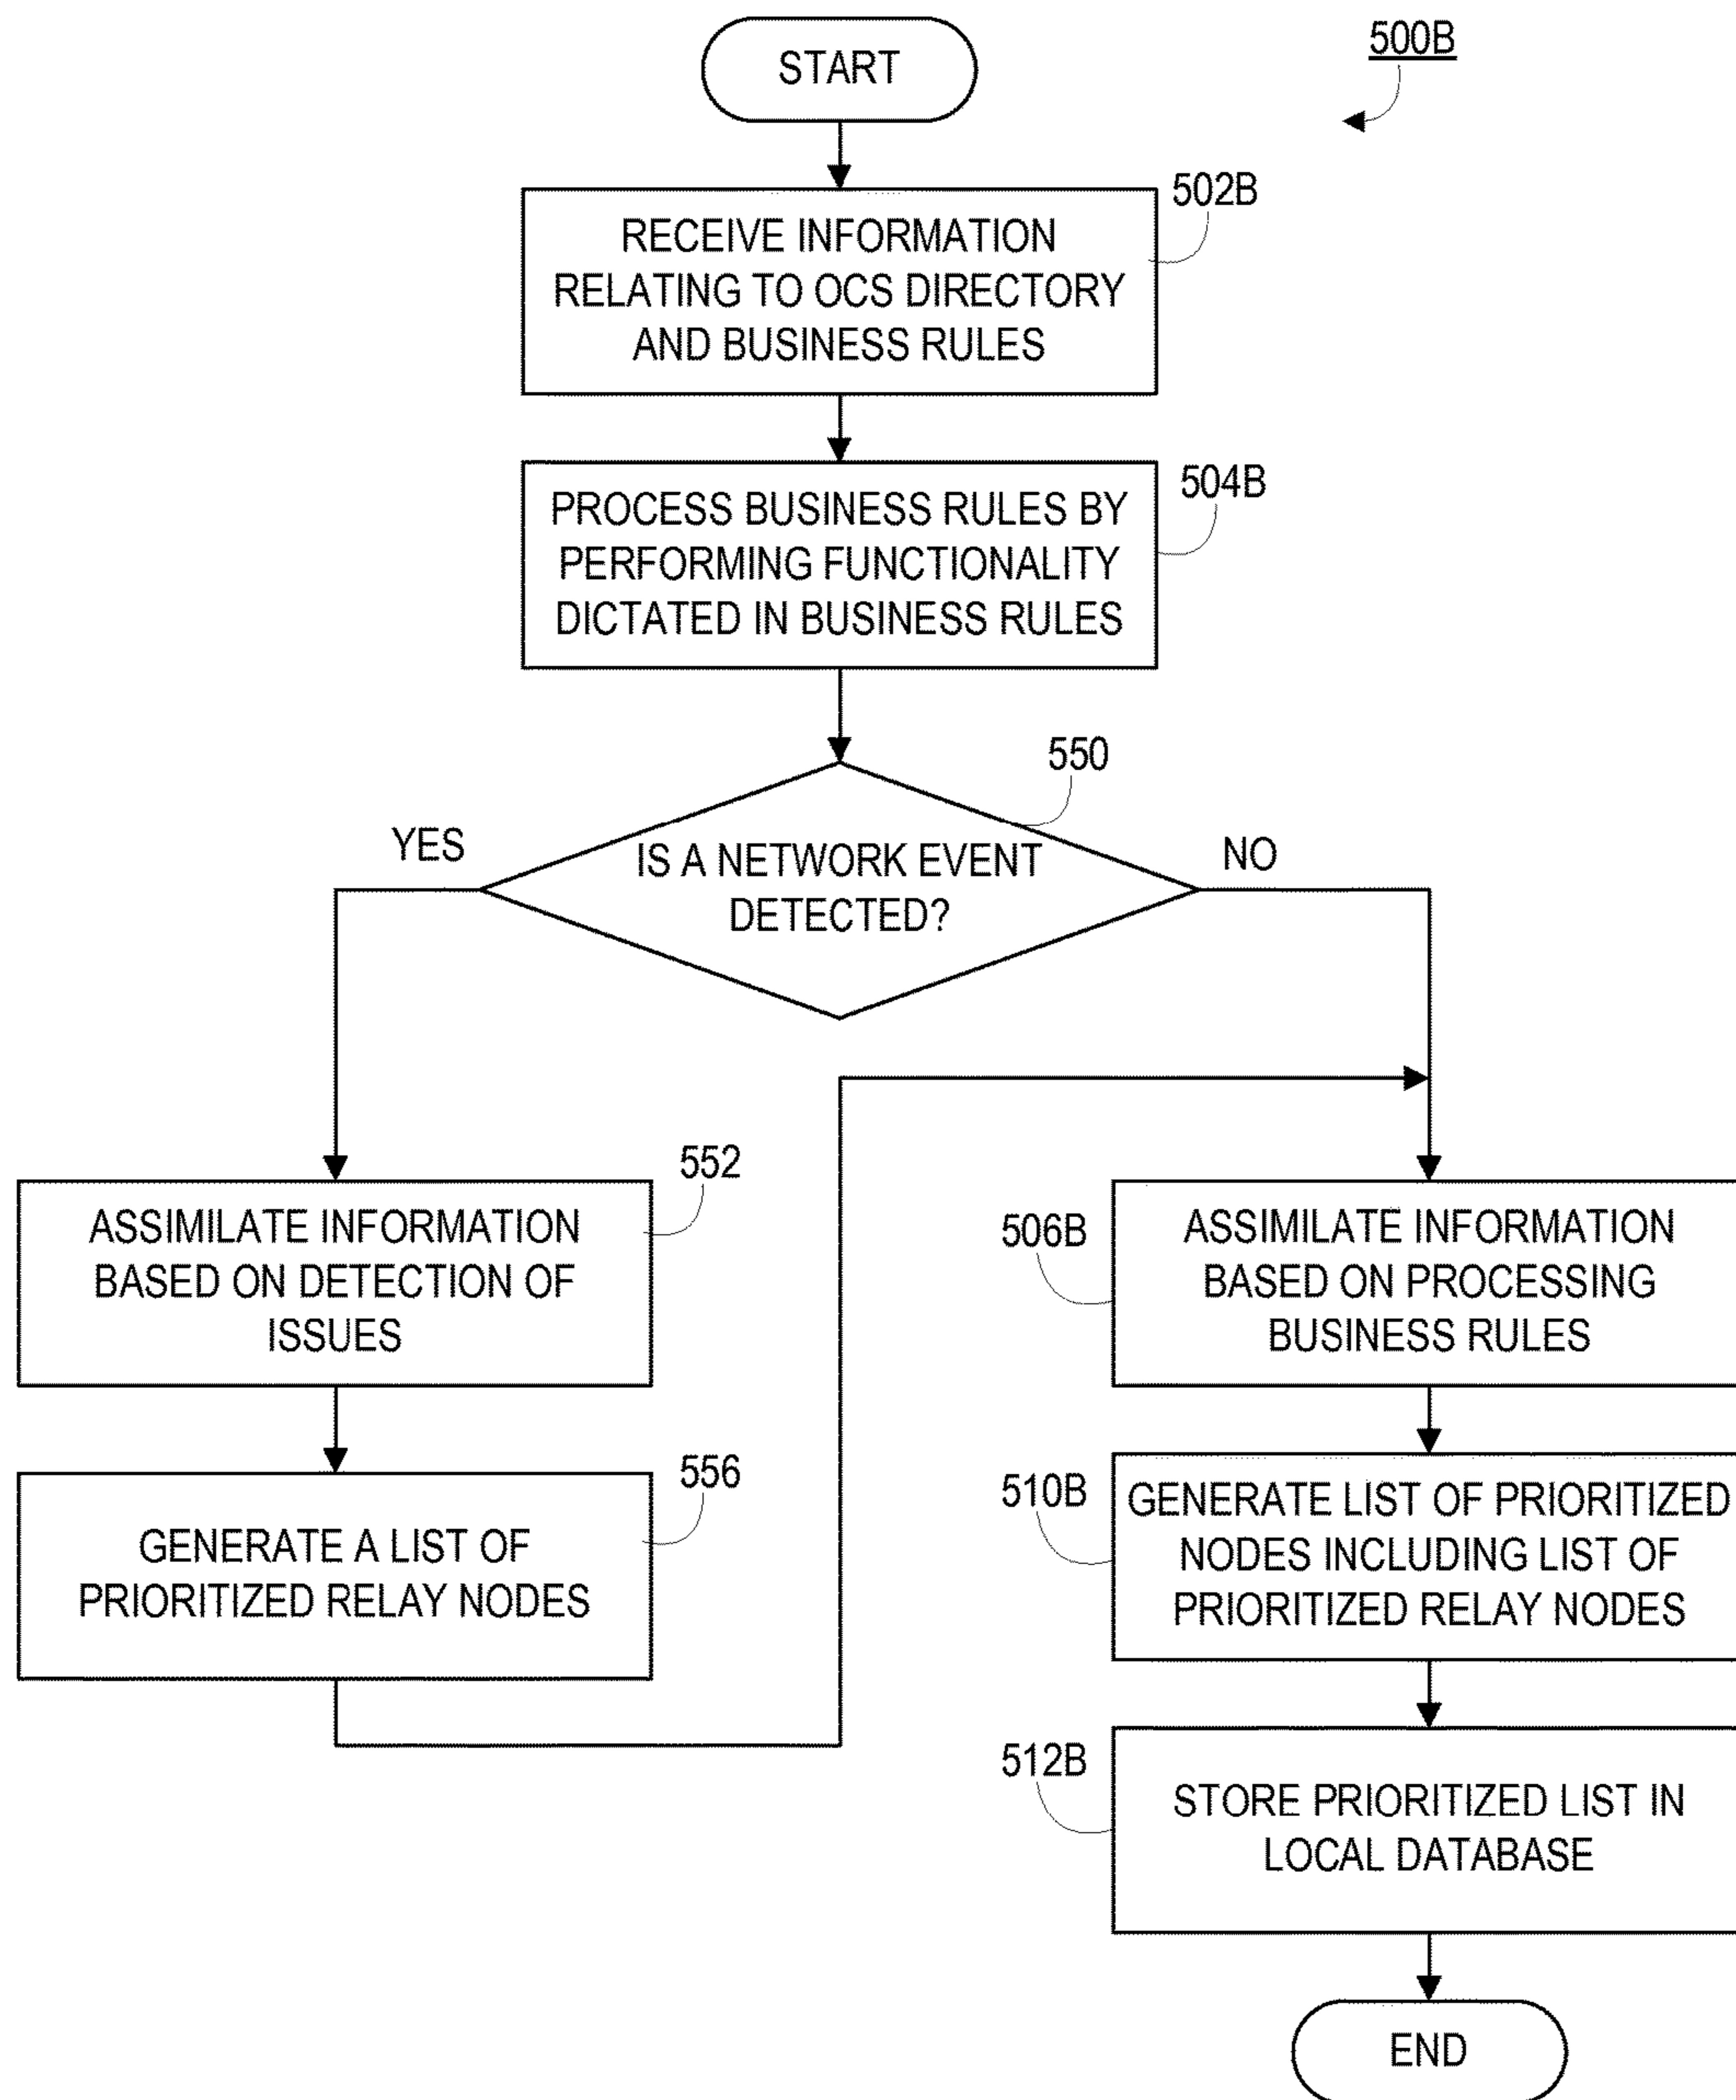 START
500B
502B
RECEIVE INFORMATION
RELATING TO OCS DIRECTORY
AND BUSINESS RULES
504B
PROCESS BUSINESS RULES BY
PERFORMING FUNCTIONALITY
DICTATED IN BUSINESS RULES
550
YES
IS A NETWORK EVENT
DETECTED?
NO
552
ASSIMILATE INFORMATION
BASED ON DETECTION OF
ISSUES
556
GENERATE A LIST OF
PRIORITIZED RELAY NODES
506B
ASSIMILATE INFORMATION
BASED ON PROCESSING
BUSINESS RULES
510B
GENERATE LIST OF PRIORITIZED
NODES INCLUDING LIST OF
PRIORITIZED RELAY NODES
512B
STORE PRIORITIZED LIST IN
LOCAL DATABASE
END